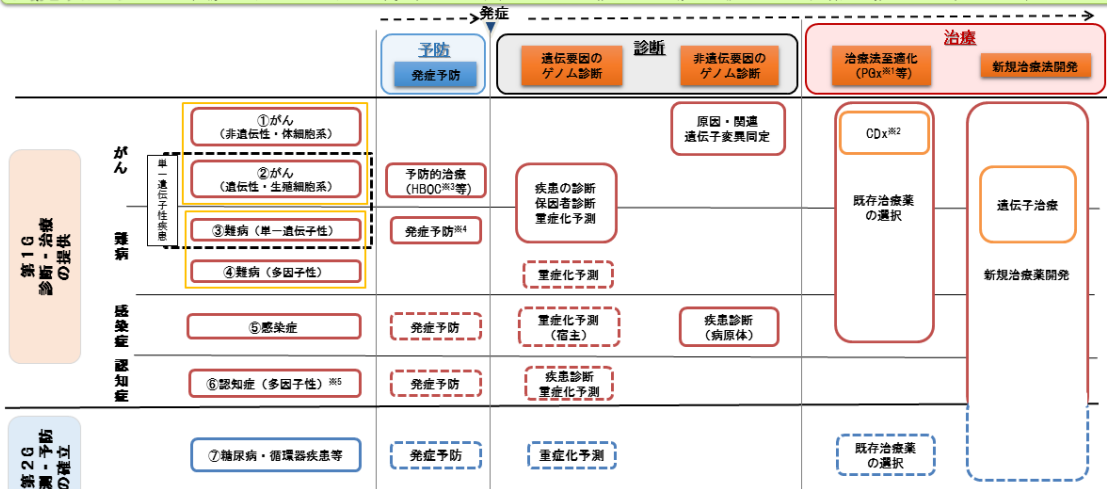 発症
予防
発症予防
診断
遺伝要因の
ゲノム診断
非遺伝要因の
ゲノム診断
治療
治療法至適化
(PGx※1等)
新規治療法開発
第1G
診断・治療
の提供
がん
単一遺伝子性疾患
①がん
(非遺伝性・体細胞系)
原因・関連
遺伝子変異同定
CDx※2
②がん
(遺伝性・生殖細胞系)
予防的治療
(HBOC※3等)
疾患の診断
保因者診断
重症化予測
既存治療薬
の選択
遺伝子治療
難病
③難病(単一遺伝子性)
発症予防※4
④難病(多因子性)
重症化予測
新規治療薬開発
感染症
⑤感染症
発症予防
重症化予測
(宿主)
疾患診断
(病原体)
認知症
⑥認知症(多因子性)※5
発症予防
疾患診断
重症化予測
第2G
測・予防
の確立
⑦糖尿病・循環器疾患等
発症予防
重症化予測
既存治療薬
の選択